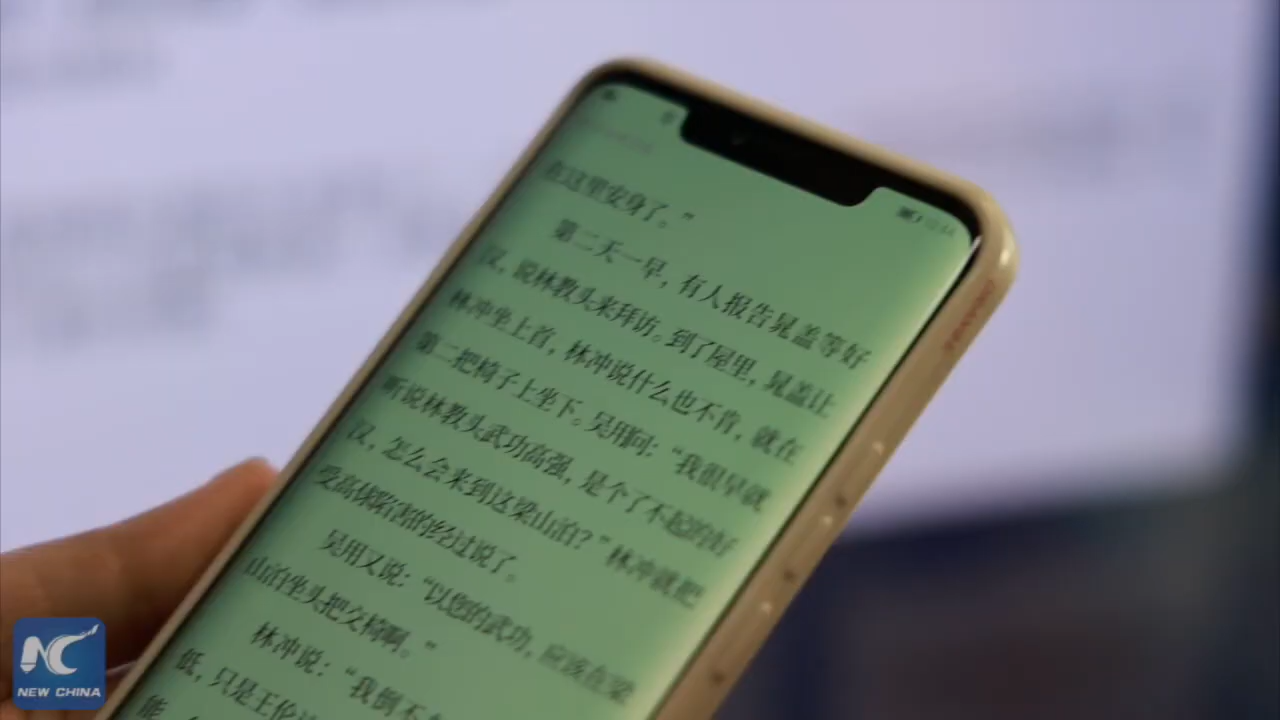 在这里安身了。”
第二天一早，有人报告晁盖等好
汉，说林教头来拜访。到了屋里，晁盖让
林冲坐上首，林冲说什么也不肯，就在
第二把椅子上坐下。吴用问：“我很早就
听说林教头武功高强，是个了不起的好
汉，怎么会来到这梁山泊？”林冲就把
受高俅陷害的经过说了。
吴用又说：“以您的武功，应该在梁
山泊坐头把交椅啊。”
林冲说：“我倒不
低，只是王伦
能，
NEW CHINA